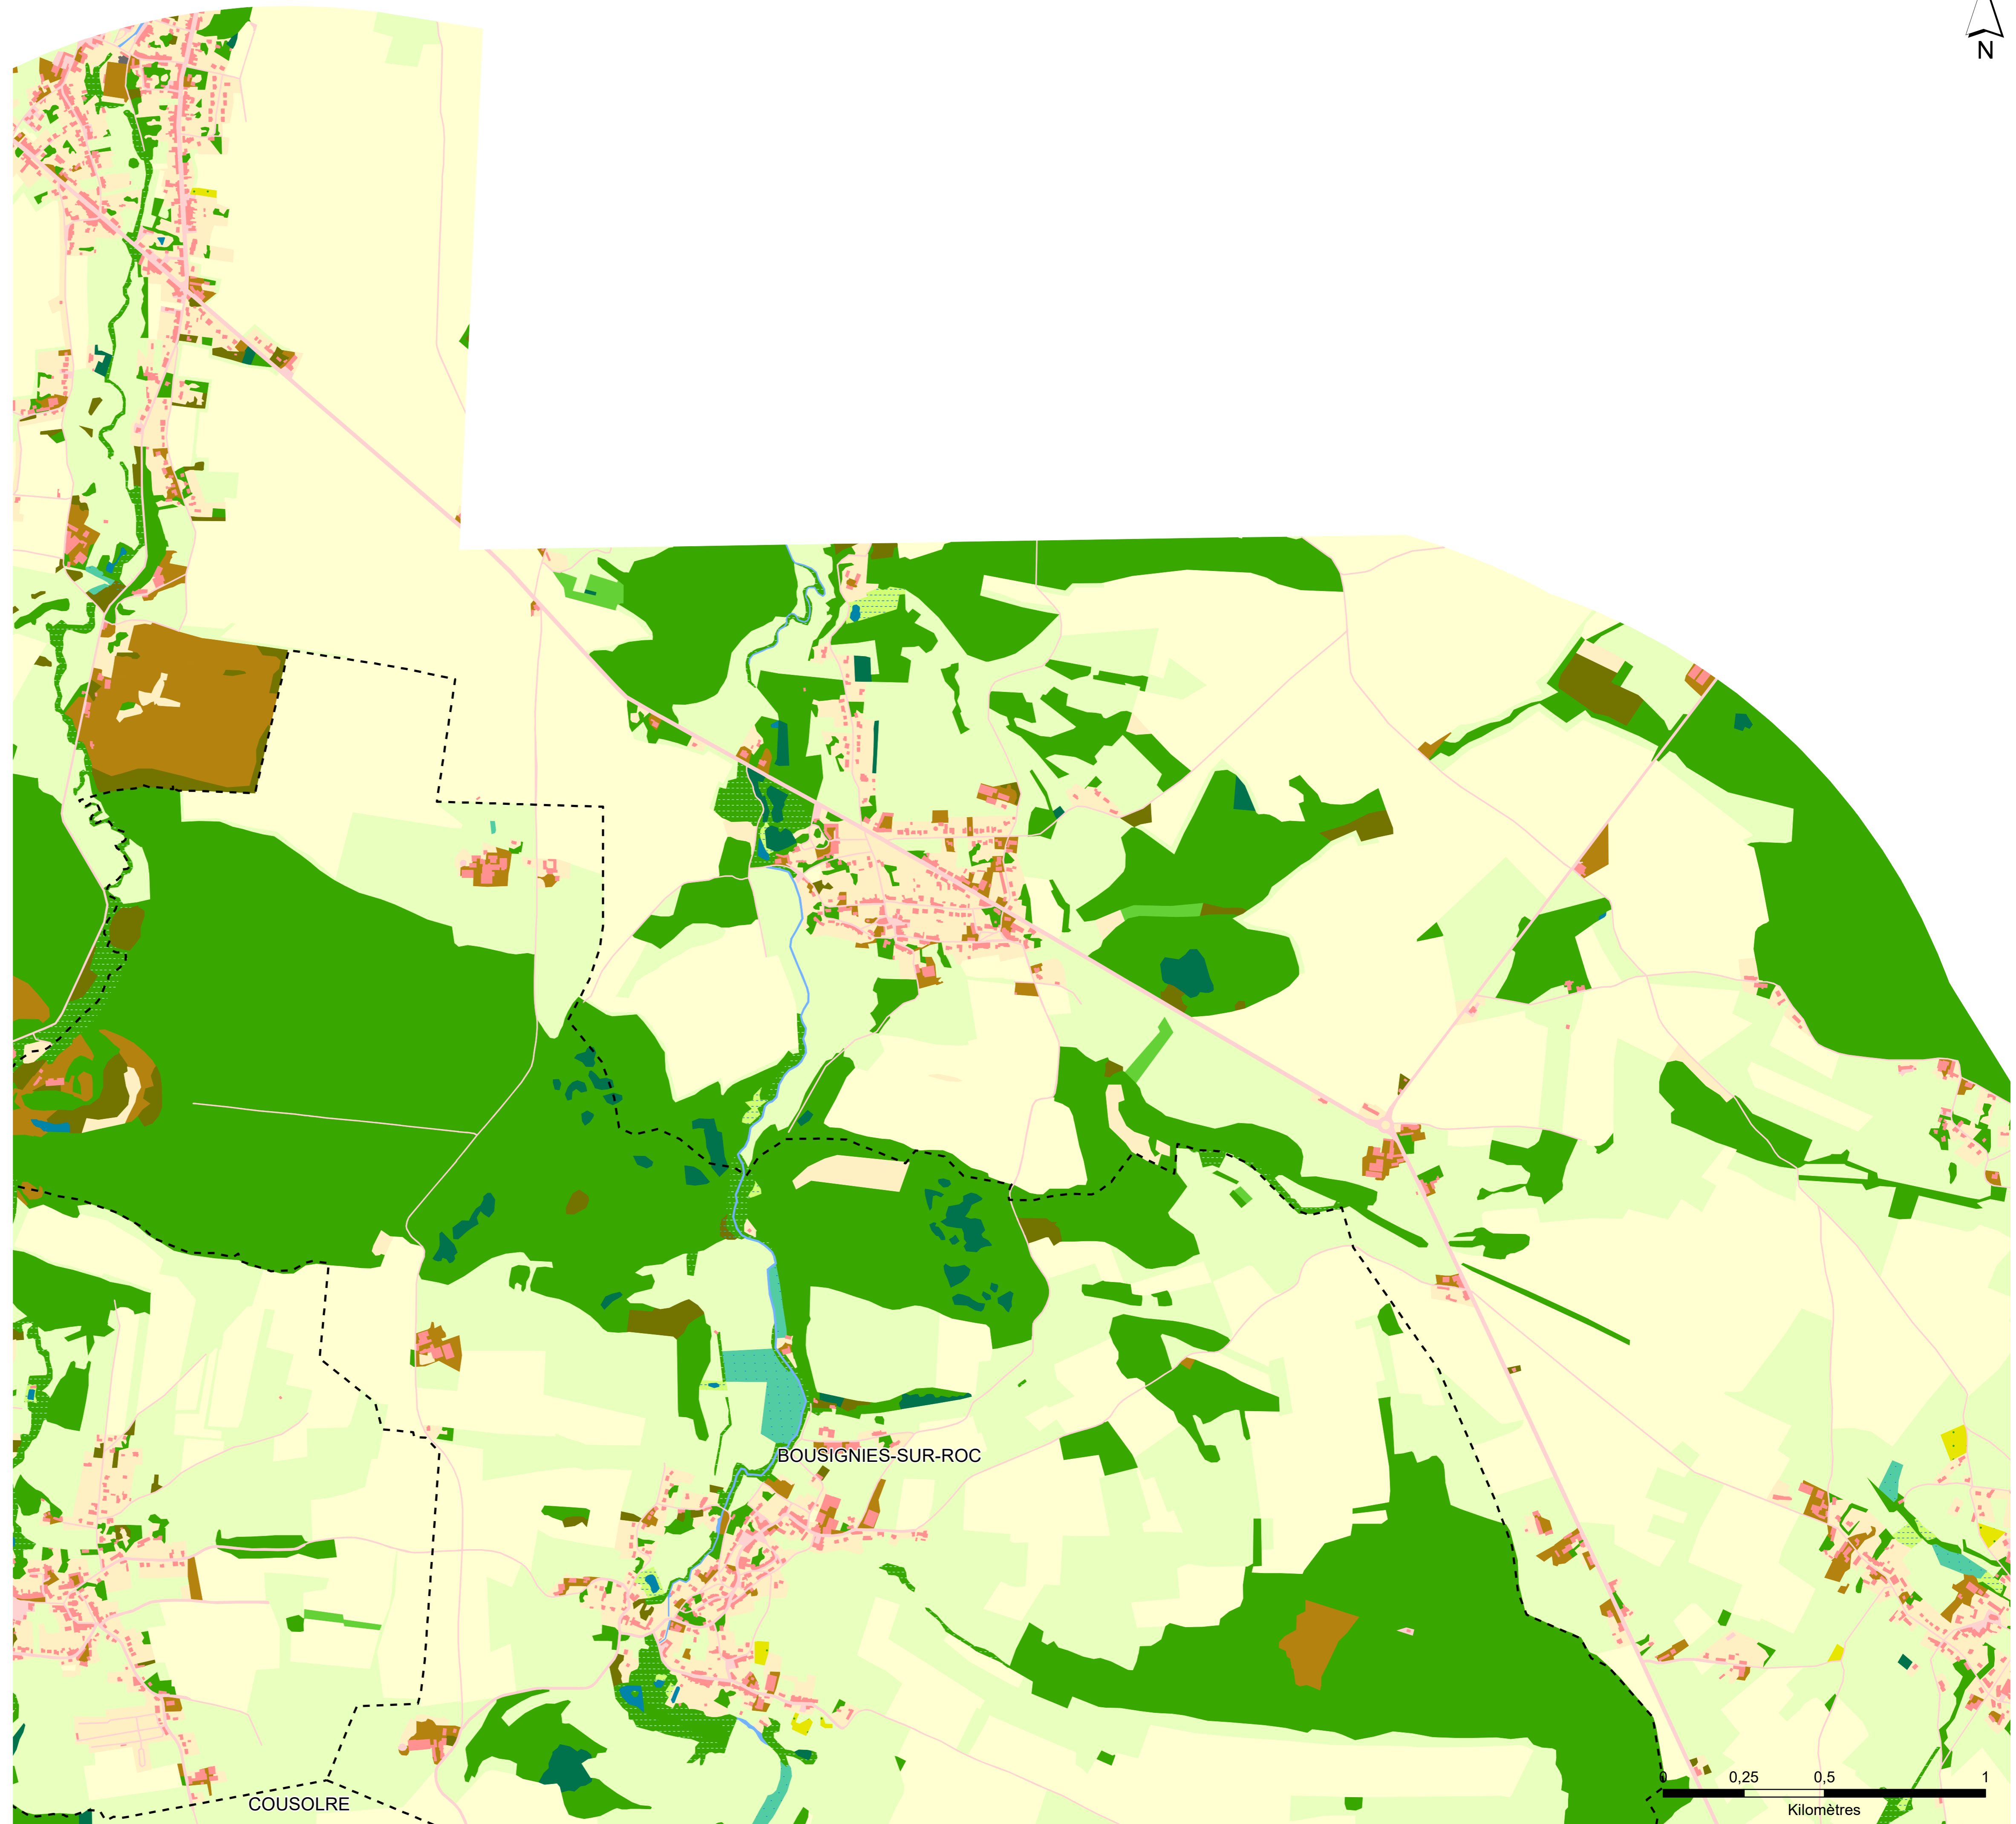 N
BOUSIGNIES-SUR-ROC
COUSOLRE
0 0,25 0,5 1
Kilomètres